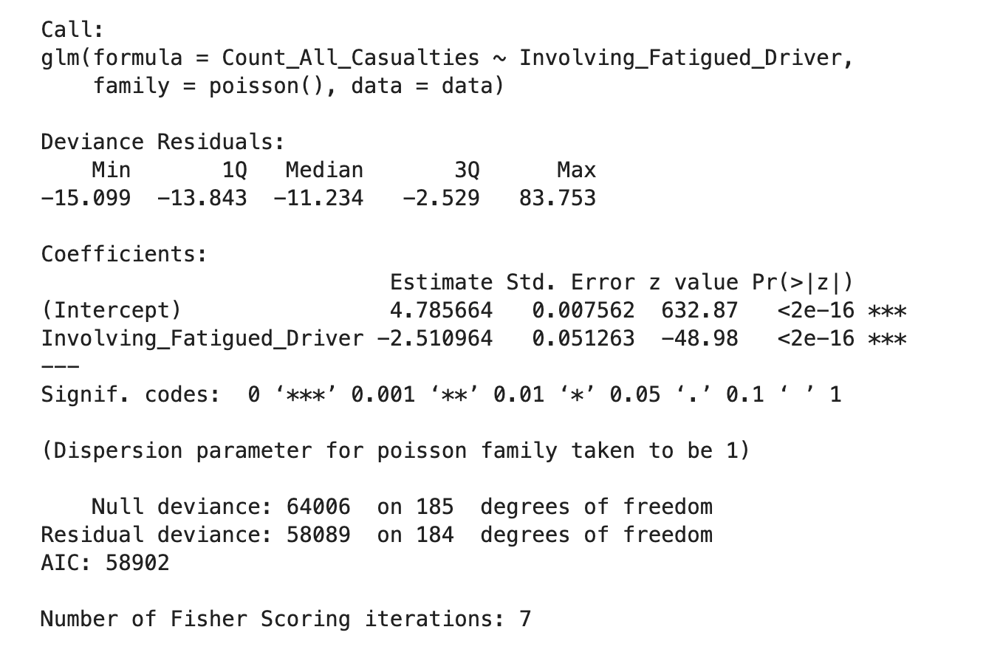 Call:
glm(formula = Count_All_Casualties ~ Involving_Fatigued_Driver,
    family = poisson(), data = data)

Deviance Residuals:
    Min       1Q   Median       3Q      Max
−15.099  −13.843  −11.234   −2.529   83.753

Coefficients:
                           Estimate Std. Error z value Pr(>|z|)
(Intercept)                4.785664   0.007562  632.87   <2e−16 ***
Involving_Fatigued_Driver −2.510964   0.051263  −48.98   <2e−16 ***
−−−
Signif. codes:  0 ‘***’ 0.001 ‘**’ 0.01 ‘*’ 0.05 ‘.’ 0.1 ‘ ’ 1

(Dispersion parameter for poisson family taken to be 1)

    Null deviance: 64006  on 185  degrees of freedom
Residual deviance: 58089  on 184  degrees of freedom
AIC: 58902

Number of Fisher Scoring iterations: 7